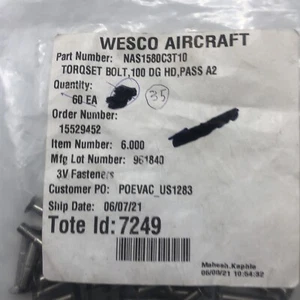 WESCO AIRCRAFT
Part Number: NAS1580C3T10
TORQSET BOLT,100 DG HD,PASS A2
Quantity:
60 EA 35
Order Number:
15529452
Item Number: 6.000
Mfg Lot Number: 961840
3V Fasteners
Customer PO: POEVAC_US1283
Ship Date: 06/07/21
Tote Id: 7249